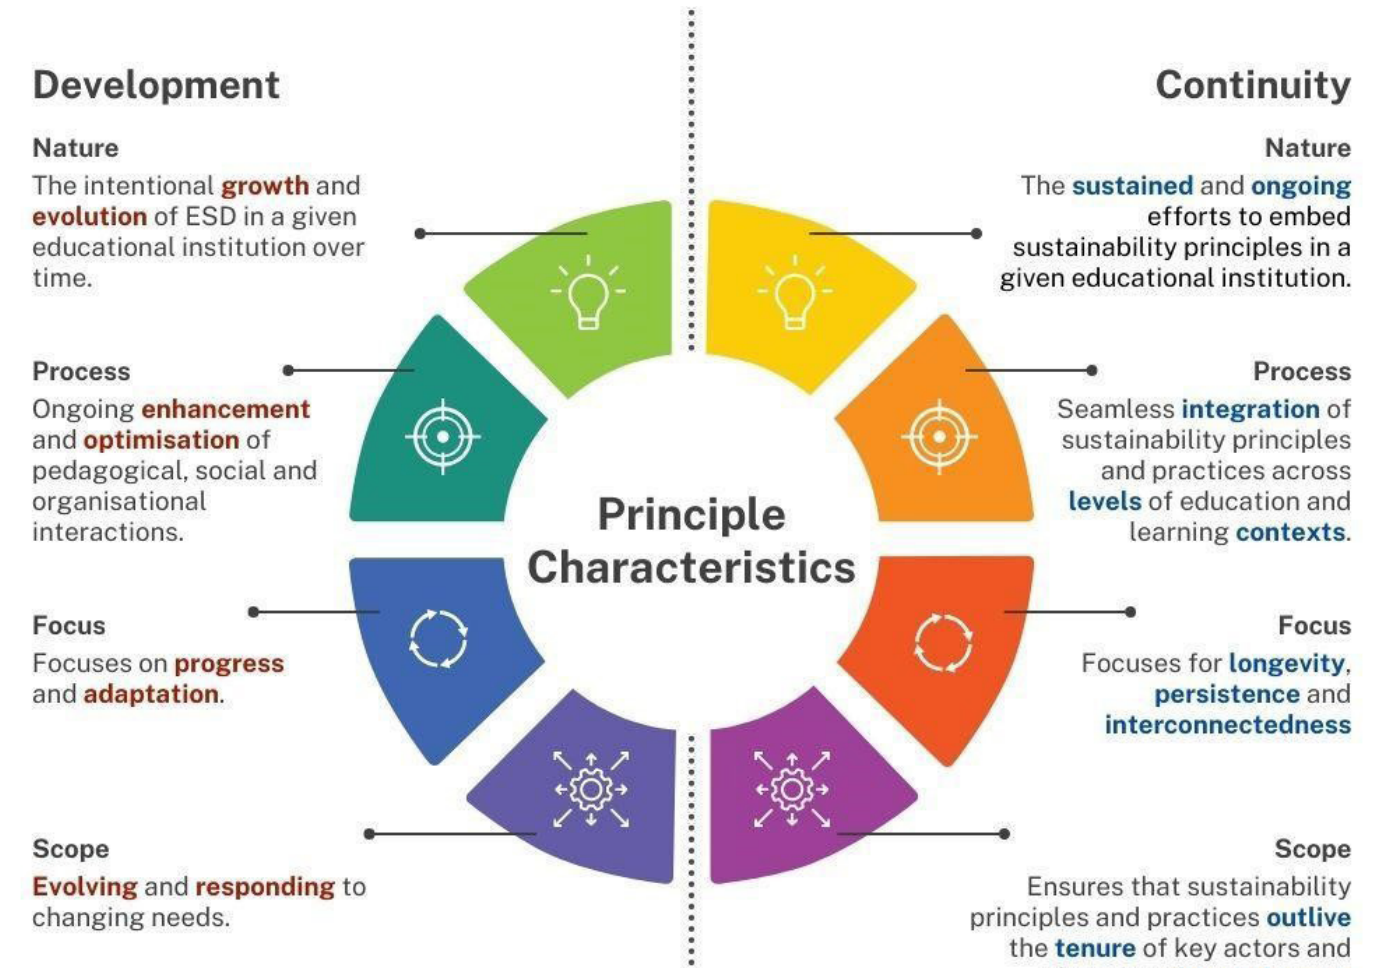 Development
Nature
The intentional growth and
evolution of ESD in a given
educational institution over
time.
Process
Ongoing enhancement
and optimisation of
pedagogical, social and
organisational
interactions.
Focus
Focuses on progress
and adaptation.
Scope
Evolving and responding to
changing needs.
Principle
Characteristics
Continuity
Nature
The sustained and ongoing
efforts to embed
sustainability principles in a
given educational institution.
Process
Seamless integration of
sustainability principles
and practices across
levels of education and
learning contexts.
Focus
Focuses for longevity,
persistence and
interconnectedness
Scope
Ensures that sustainability
principles and practices outlive
the tenure of key actors and